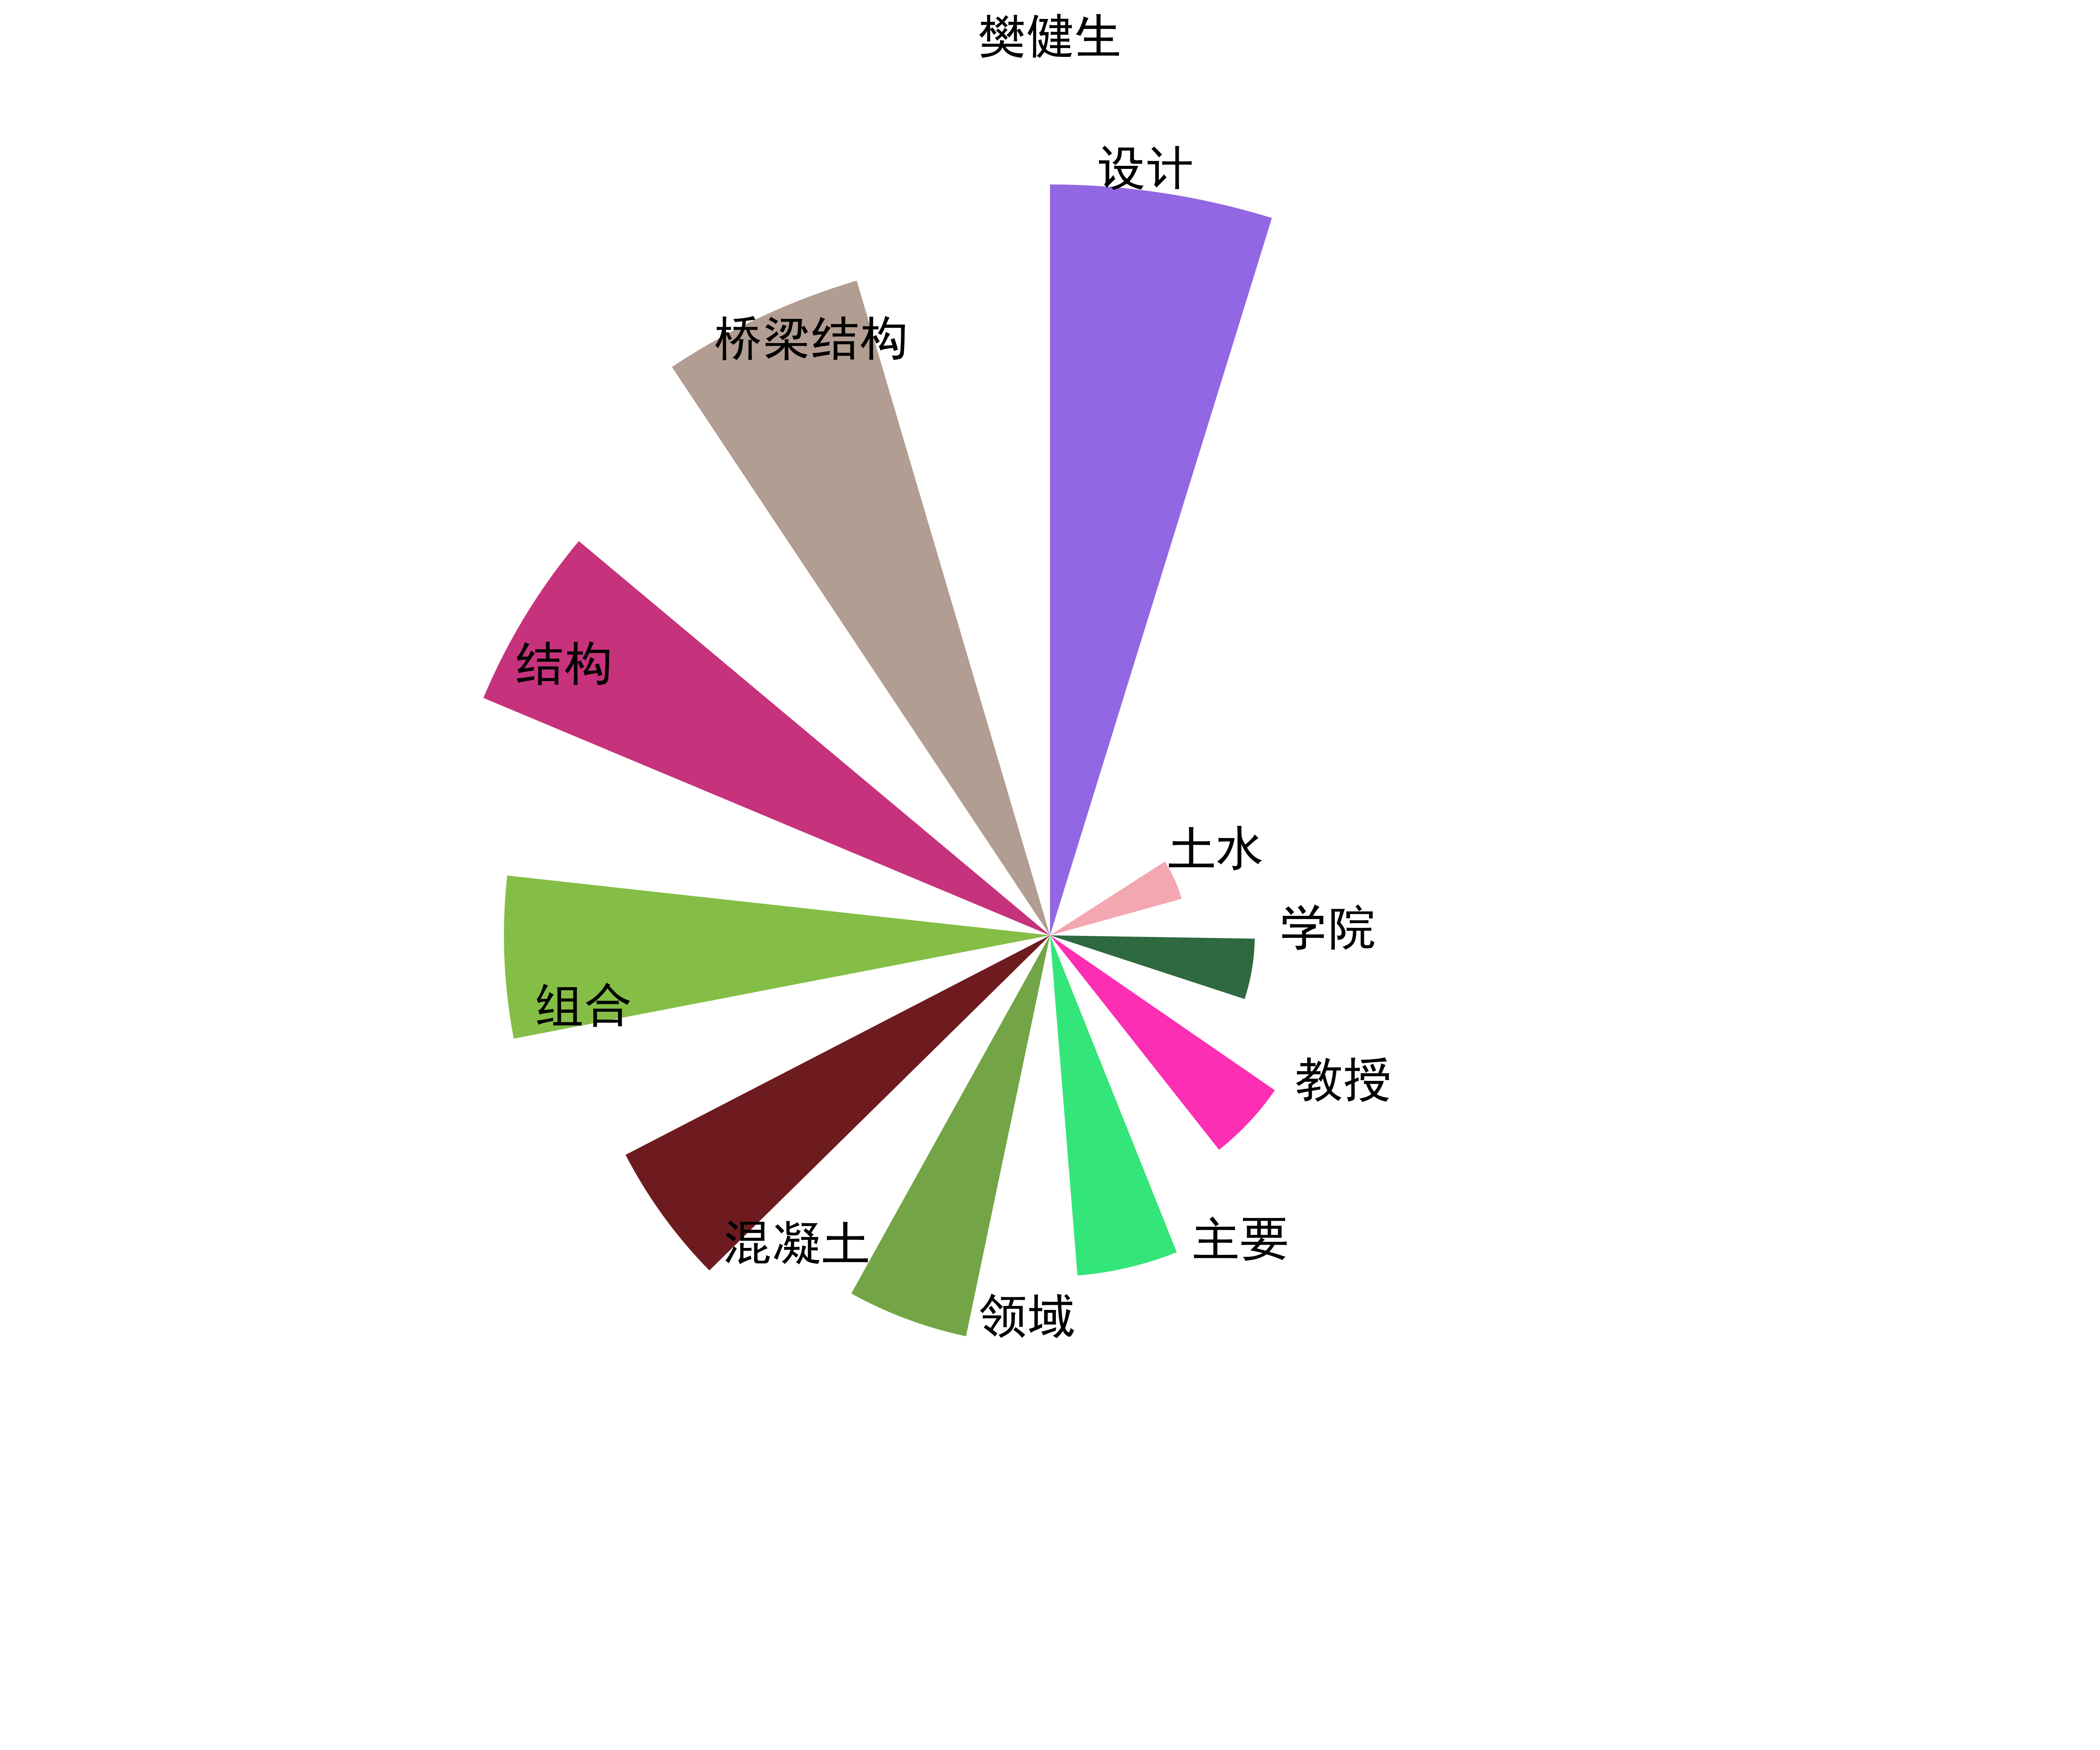 樊健生
设计
桥梁结构
结构
土水
学院
组合
教授
主要
混凝土
领域